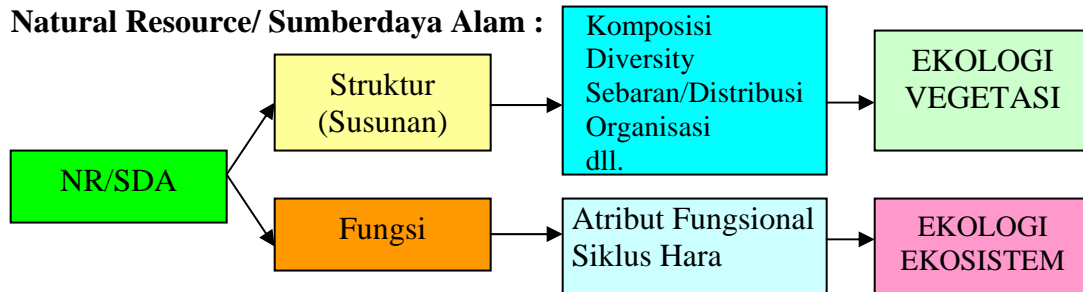 Natural Resource/ Sumberdaya Alam :
NR/SDA
Struktur
(Susunan)
Komposisi
Diversity
Sebaran/Distribusi
Organisasi
dll.
EKOLOGI
VEGETASI
Fungsi
Atribut Fungsional
Siklus Hara
EKOLOGI
EKOSISTEM